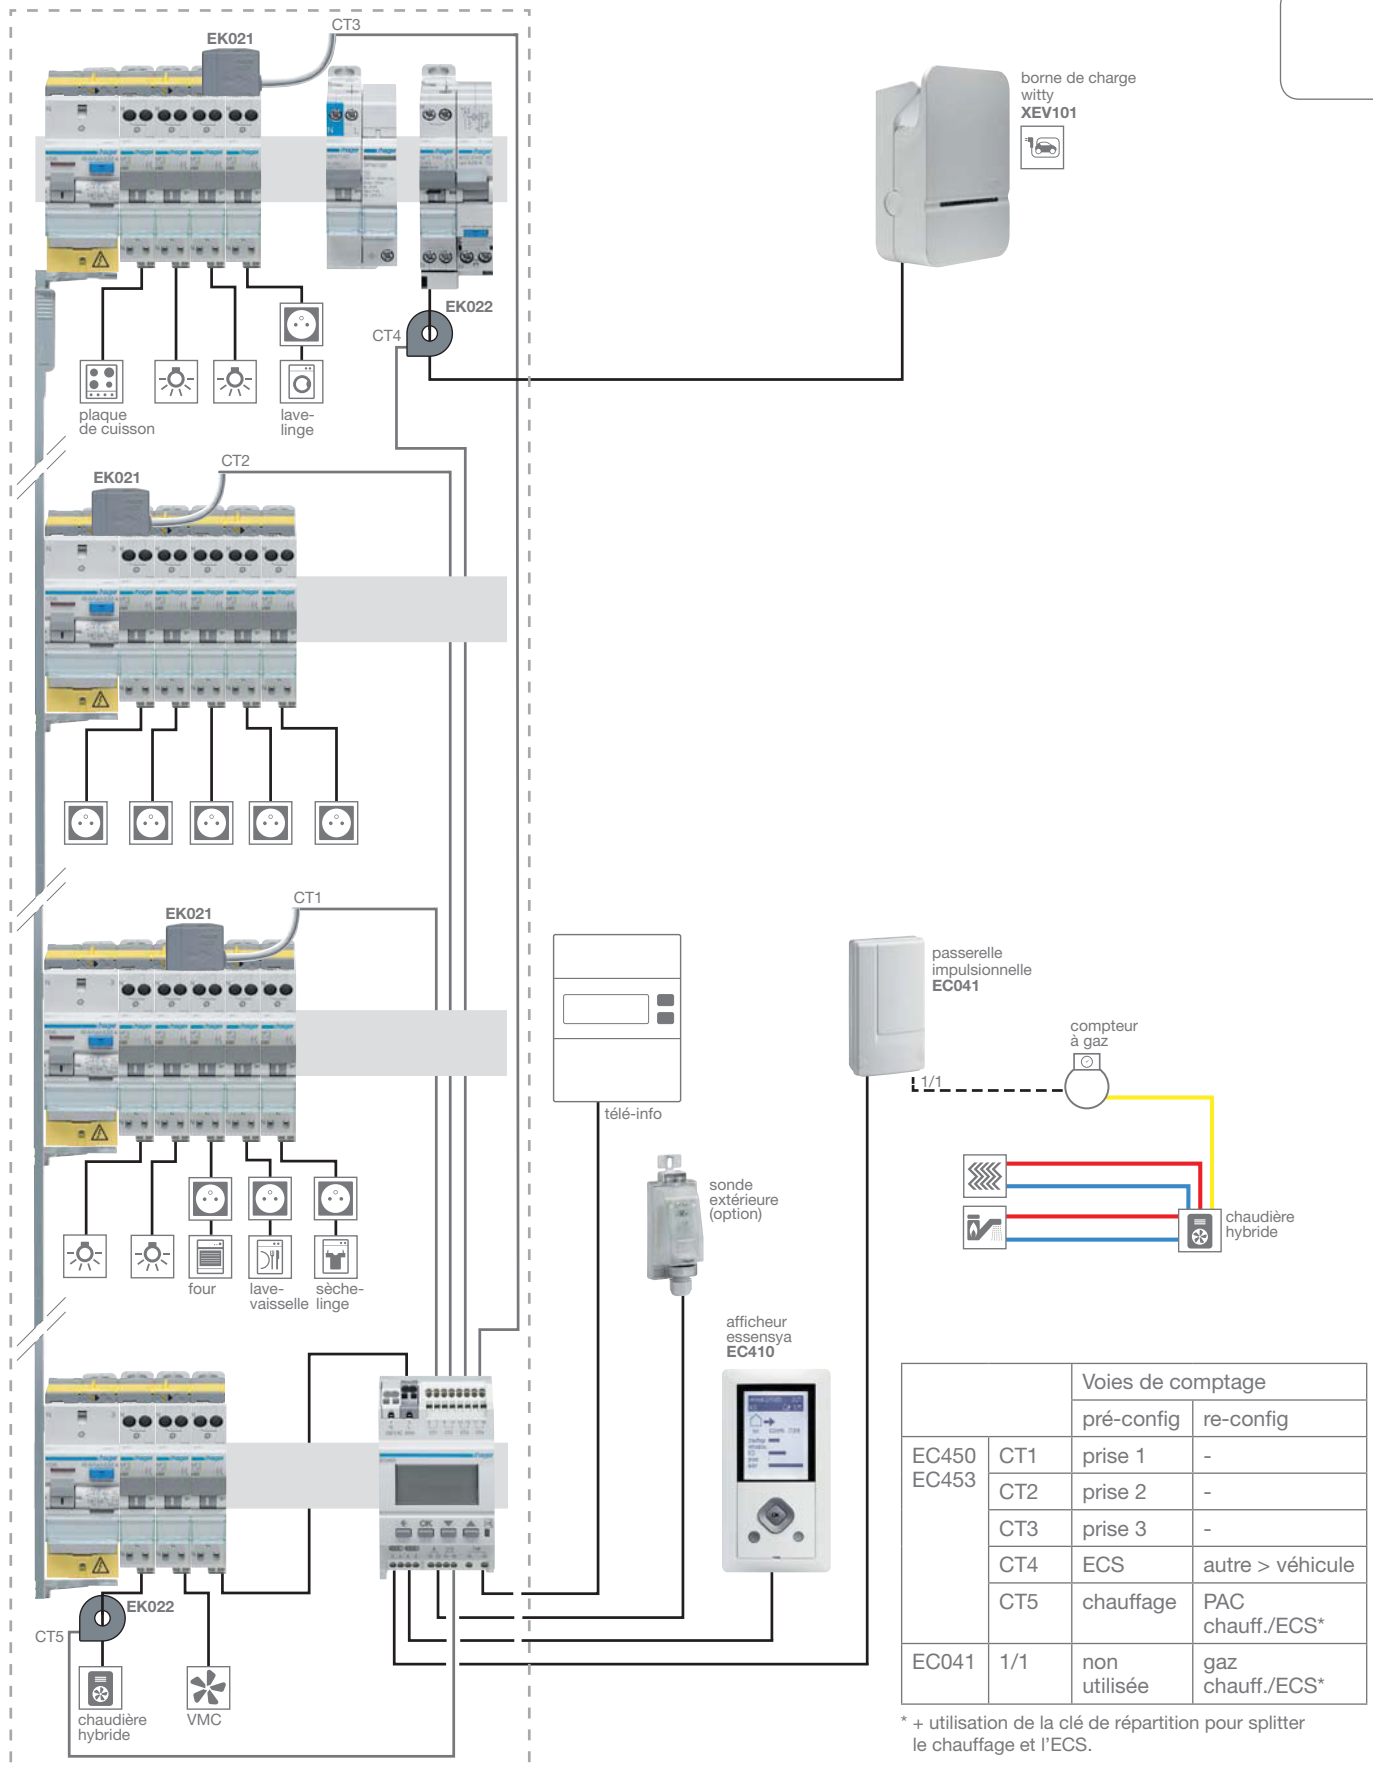 CT3
EK021
borne de charge
witty
XEV101
EK022
CT4
plaque
de cuisson
lave-
linge
CT2
EK021
CT1
EK021
passerelle
impulsionnelle
EC041
compteur
à gaz
1/1
télé-info
sonde
extérieure
(option)
chaudière
hybride
four
lave-
vaisselle
sèche-
linge
afficheur
essensya
EC410
OK
EK022
CT5
chaudière
hybride
VMC
Voies de comptage
pré-config re-config
EC450 CT1 prise 1 -
EC453
CT2 prise 2 -
CT3 prise 3 -
CT4 ECS autre > véhicule
CT5 chauffage PAC
chauff./ECS*
EC041 1/1 non gaz
utilisée chauff./ECS*
* + utilisation de la clé de répartition pour splitter
le chauffage et l'ECS.